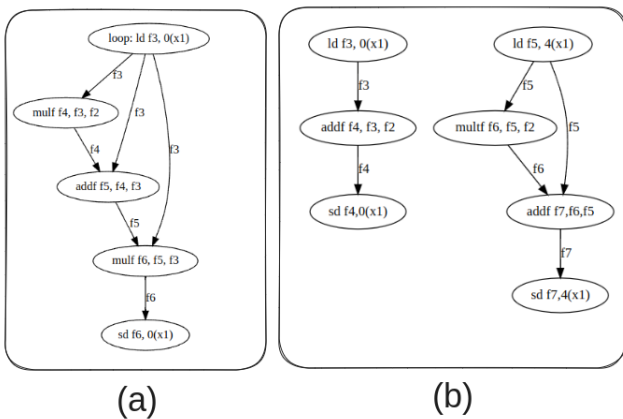 loop: ld f3, 0(x1)
f3
mulf f4, f3, f2
f3
f3
f4
addf f5, f4, f3
f5
mulf f6, f5, f3
f6
sd f6, 0(x1)
(a)
ld f3, 0(x1)
f3
addf f4, f3, f2
f4
sd f4,0(x1)
ld f5, 4(x1)
f5
multf f6, f5, f2
f5
f6
addf f7,f6,f5
f7
sd f7,4(x1)
(b)